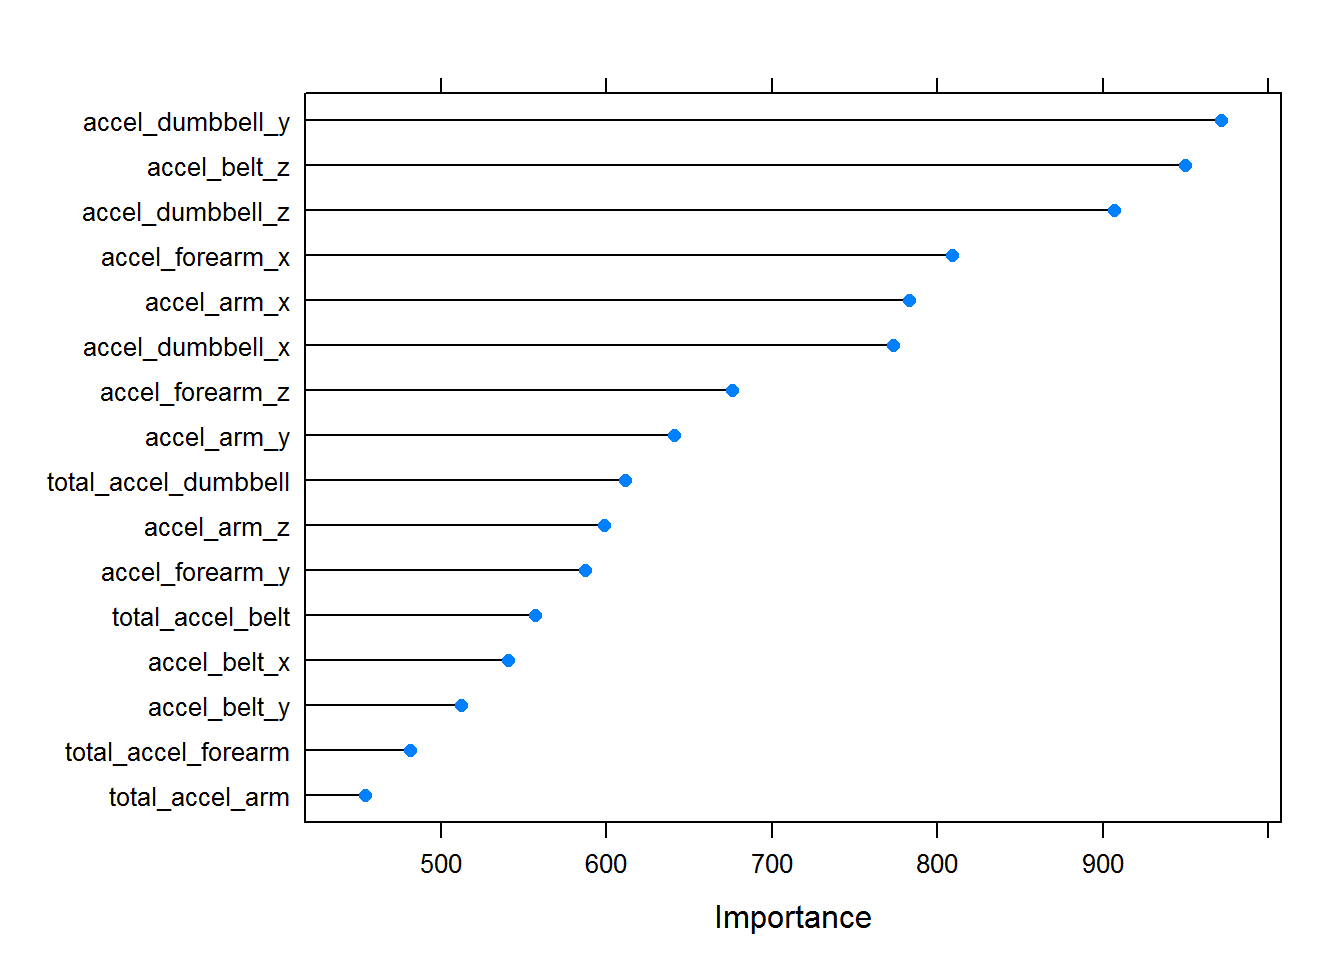 accel_dumbbell_y
accel_belt_z
accel_dumbbell_z
accel_forearm_x
accel_arm_x
accel_dumbbell_x
accel_forearm_z
accel_arm_y
total_accel_dumbbell
accel_arm_z
accel_forearm_y
total_accel_belt
accel_belt_x
accel_belt_y
total_accel_forearm
total_accel_arm
500 600 700 800 900
Importance